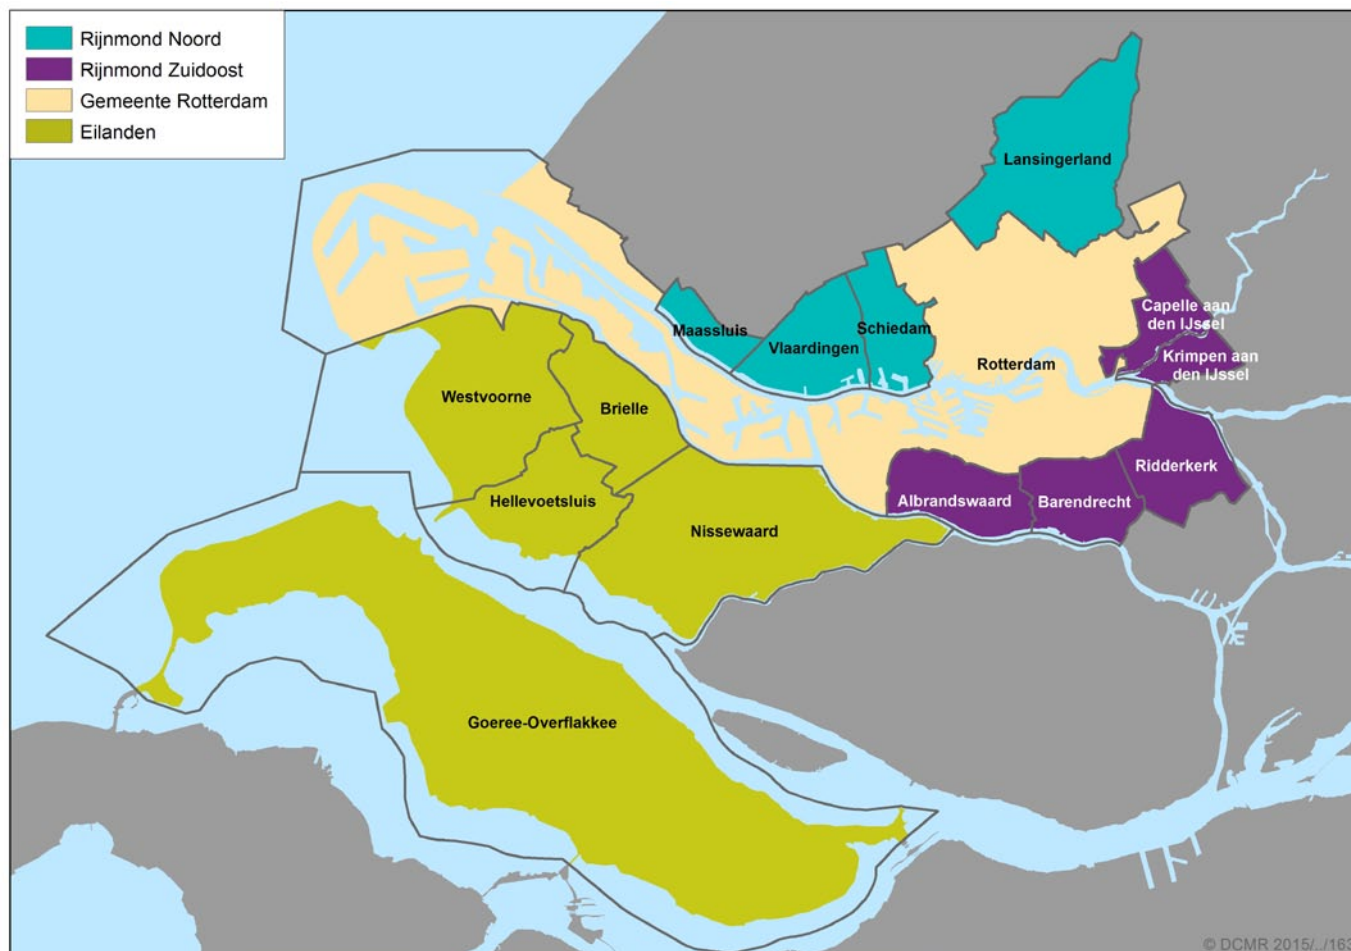 Rijnmond Noord
Rijnmond Zuidoost
Gemeente Rotterdam
Eilanden
Lansingerland
Capelle aan
den IJssel
Maassluis
Schiedam
Vlaardingen
Krimpen aan
den IJssel
Rotterdam
Westvoorne
Brielle
Ridderkerk
Hellevoetsluis
Albrandswaard
Barendrecht
Nissewaard
Goeree-Overflakkee
© DCMR 2015/../163